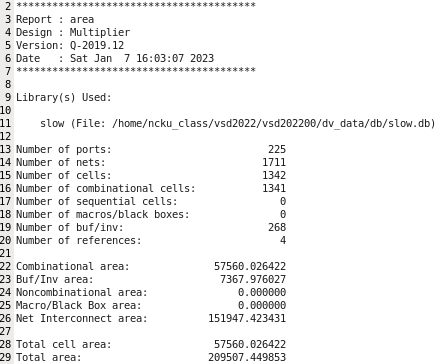 2 ****************************************
3 Report : area
4 Design : Multiplier
5 Version: Q-2019.12
6 Date   : Sat Jan  7 16:03:07 2023
7 ****************************************
8
9 Library(s) Used:
10
11     slow (File: /home/ncku_class/vsd2022/vsd202200/dv_data/db/slow.db)
12
13 Number of ports:                          225
14 Number of nets:                          1711
15 Number of cells:                         1342
16 Number of combinational cells:           1341
17 Number of sequential cells:                 0
18 Number of macros/black boxes:               0
19 Number of buf/inv:                        268
20 Number of references:                       4
21
22 Combinational area:              57560.026422
23 Buf/Inv area:                     7367.976027
24 Noncombinational area:               0.000000
25 Macro/Black Box area:                0.000000
26 Net Interconnect area:          151947.423431
27
28 Total cell area:                 57560.026422
29 Total area:                     209507.449853